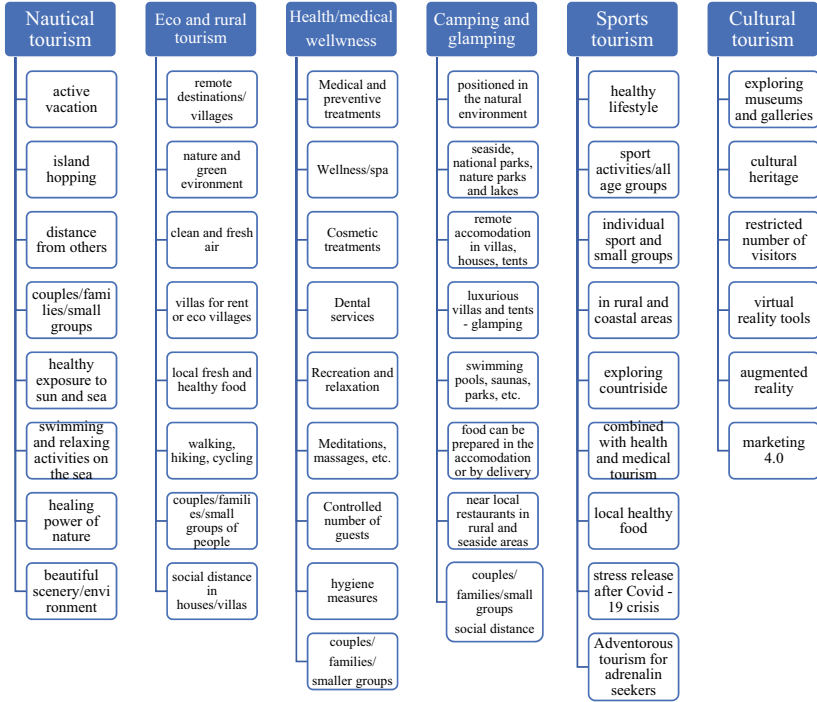 Nautical
tourism
active
vacation
island
hopping
distance
from others
couples/fami
lies/small
groups
healthy
exposure to
sun and sea
swimming
and relaxing
activities on
the sea
healing
power of
nature
beautiful
scenery/envi
ronment
Eco and rural
tourism
remote
destinations/
villages
nature and
green evironment
clean and fresh
air
villas for rent
or eco villages
local fresh and
healthy food
walking,
hiking, cycling
couples/famili
es/small
groups of
people
social distance
in
houses/villas
Health/medical
wellwness
Medical and
preventive
treatments
Wellness/spa
Cosmetic
treatments
Dental
services
Recreation and
relaxation
Meditations,
massages, etc.
Controlled
number of
guests
hygiene
measures
couples/
families/
smaller groups
Camping and
glamping
positioned in
the natural
environment
seaside,
national parks,
nature parks
and lakes
remote
accomodation
in villas,
houses, tents
luxurious
villas and tents
- glamping
swimming
pools, saunas,
parks, etc.
food can be
prepared in the
accomodation
or by delivery
near local
restaurants in
rural and
seaside areas
couples/
families/small
groups
social distance
Sports
tourism
healthy
lifestyle
sport
activities/all
age groups
individual
sport and
small groups
in rural and
coastal areas
exploring
countriside
combined
with health
and medical
tourism
local healthy
food
stress release
after Covid -
19 crisis
Adventorous
tourism for
adrenalin
seekers
Cultural
tourism
exploring
museums
and galleries
cultural
heritage
restricted
number of
visitors
virtual
reality tools
augmented
reality
marketing
4.0